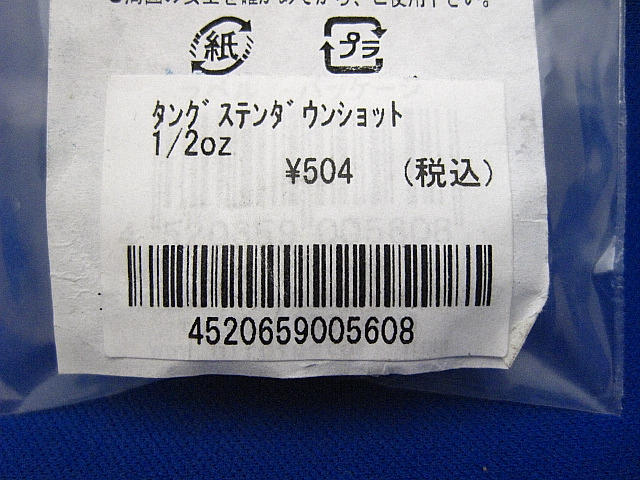 紙 プラ
ﾀﾝｸﾞｽﾃﾝﾀﾞｳﾝｼｮｯﾄ
1/2oz
¥504 (税込)
4520659005608